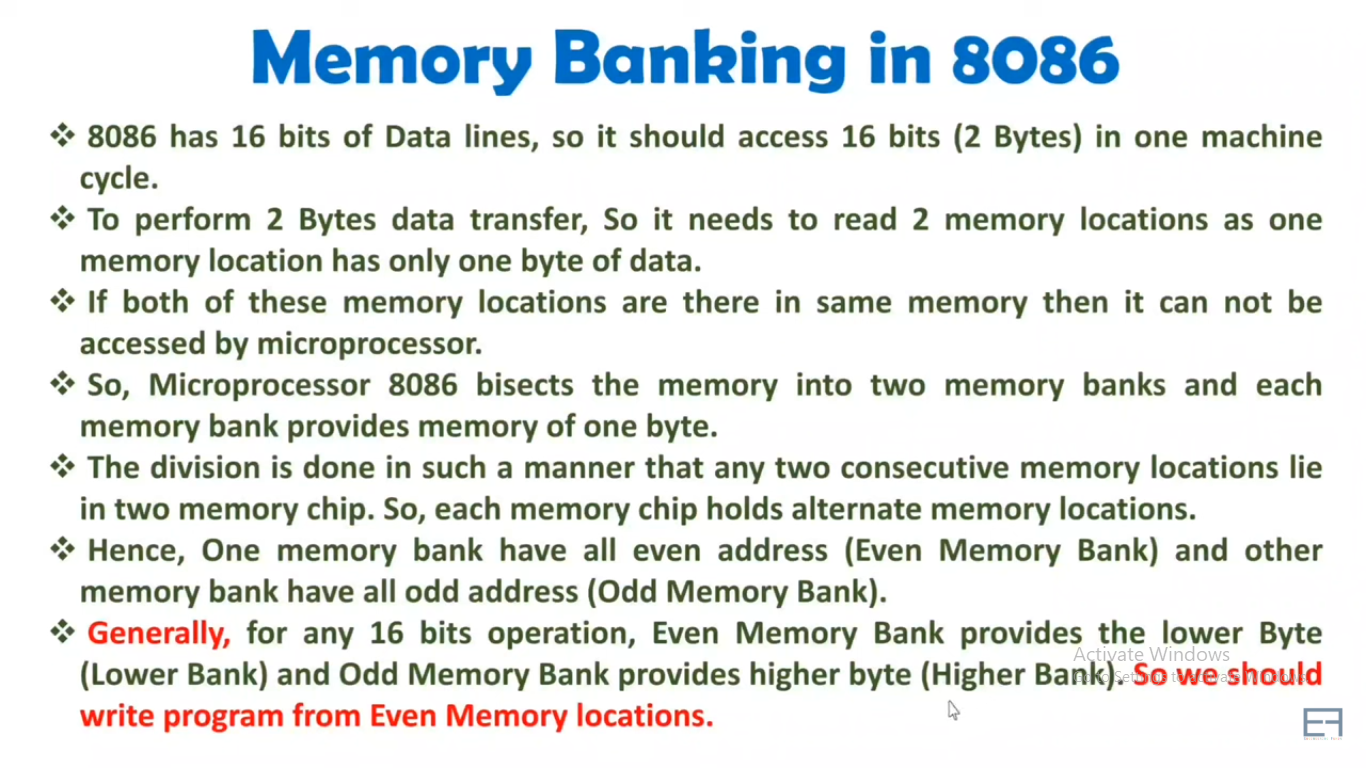 Memory Banking in 8086
❖ 8086 has 16 bits of Data lines, so it should access 16 bits (2 Bytes) in one machine
cycle.
❖ To perform 2 Bytes data transfer, So it needs to read 2 memory locations as one
memory location has only one byte of data.
❖ If both of these memory locations are there in same memory then it can not be
accessed by microprocessor.
❖ So, Microprocessor 8086 bisects the memory into two memory banks and each
memory bank provides memory of one byte.
❖ The division is done in such a manner that any two consecutive memory locations lie
in two memory chip. So, each memory chip holds alternate memory locations.
❖ Hence, One memory bank have all even address (Even Memory Bank) and other
memory bank have all odd address (Odd Memory Bank).
❖ Generally, for any 16 bits operation, Even Memory Bank provides the lower Byte
(Lower Bank) and Odd Memory Bank provides higher byte (Higher Bank). So we should
write program from Even Memory locations.
Activate Windows
Go to Settings to activate Windows.
EF